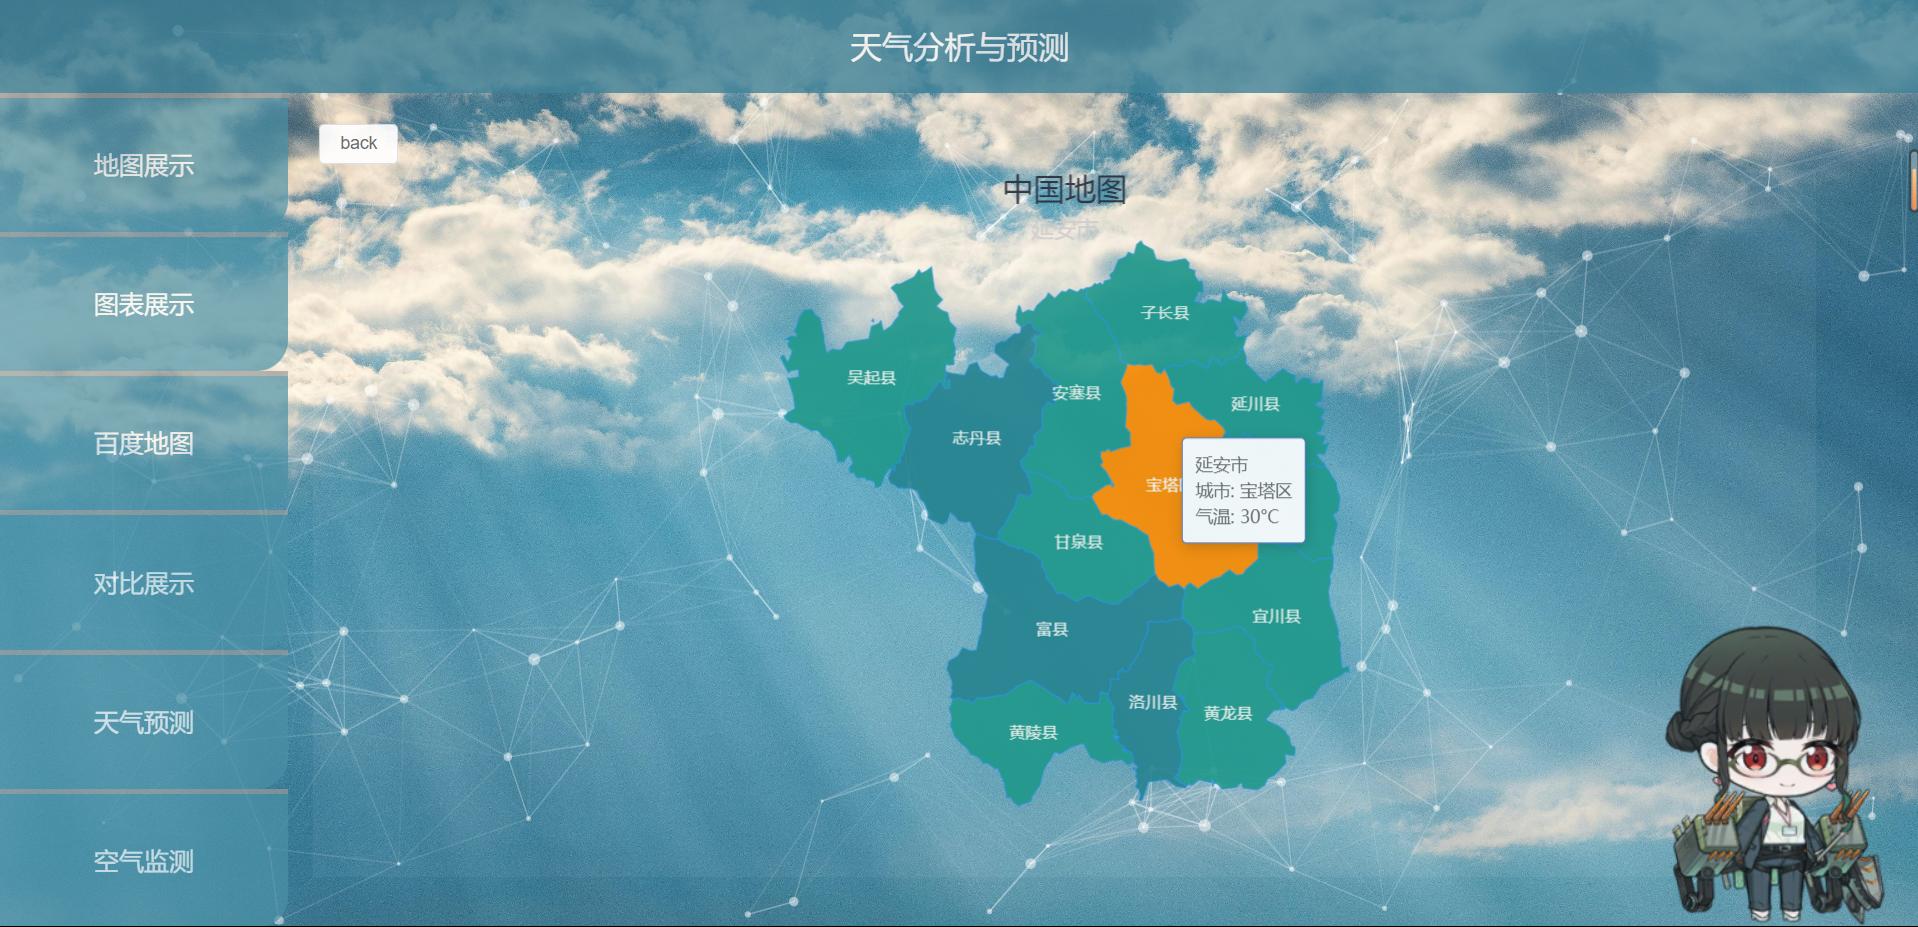 天气分析与预测
地图展示
图表展示
百度地图
对比展示
天气预测
空气监测
back
中国地图
延安市
子长县
吴起县
安塞县
延川县
志丹县
宝塔
延安市
城市: 宝塔区
气温: 30℃
甘泉县
宜川县
富县
洛川县
黄龙县
黄陵县